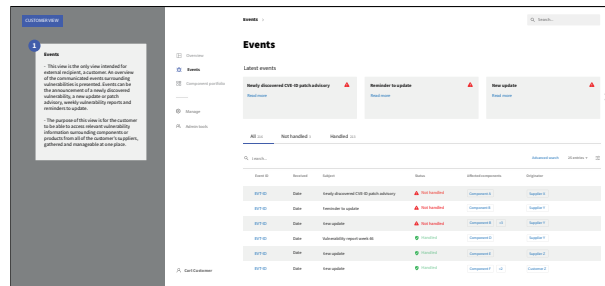 CUSTOMER VIEW
1
Events
- This view is the only view intended for
external recipient, a customer. An overview
of the communicated events surrounding
vulnerabilities is presented. Events can be
the announcement of a newly discovered
vulnerability, a new update or patch
advisory, weekly vulnerability reports and
reminders to update.
- The purpose of this view is for the customer
to be able to access relevant vulnerability
information surrounding components or
products from all of the customer's suppliers,
gathered and manageable at one place.
Overview
Events
Component portfolio
Manage
Admin tools
Carl Customer
Events
Search...
Events
Latest events
Newly discovered CVE-ID patch advisory
Read more
Reminder to update
Read more
New update
Read more
All
Not handled
Handled
Search...
Advanced search
Event ID Received Subject Status Affected components Originator
EVT-ID Date Newly discovered CVE-ID patch advisory Not handled Component X Supplier X
EVT-ID Date Reminder to update Not handled Component X Supplier Y
EVT-ID Date New update Not handled Component X +3 Supplier Y
EVT-ID Date Vulnerability report week 46 Handled Component Z Supplier Y
EVT-ID Date New update Handled Component X Supplier Z
EVT-ID Date New update Handled Component Y +2 Customer Z